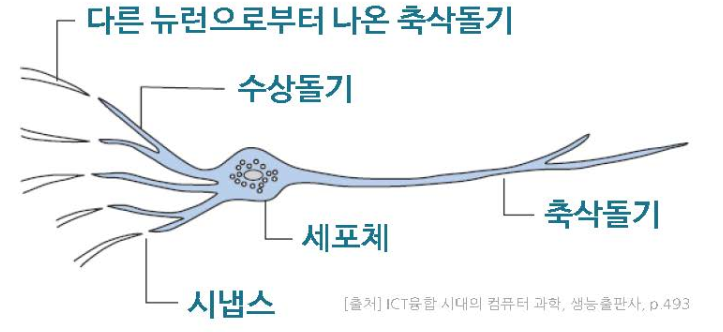 다른 뉴런으로부터 나온 축삭돌기
수상돌기
축삭돌기
세포체
시냅스
[출처] ICT융합 시대의 컴퓨터 과학, 생능출판사, p.493